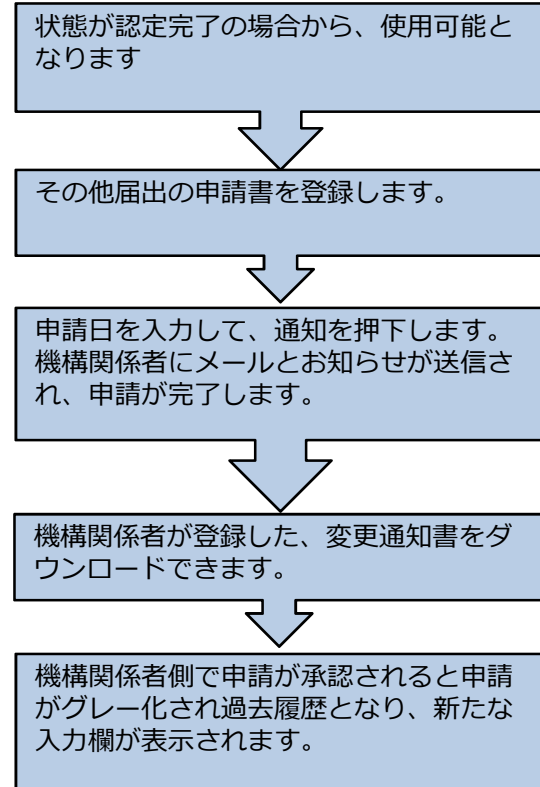 状態が認定完了の場合から、使用可能と
なります
その他届出の申請書を登録します。
申請日を入力して、通知を押下します。
機構関係者にメールとお知らせが送信さ
れ、申請が完了します。
機構関係者が登録した、変更通知書をダ
ウンロードできます。
機構関係者側で申請が承認されると申請
がグレー化され過去履歴となり、新たな
入力欄が表示されます。